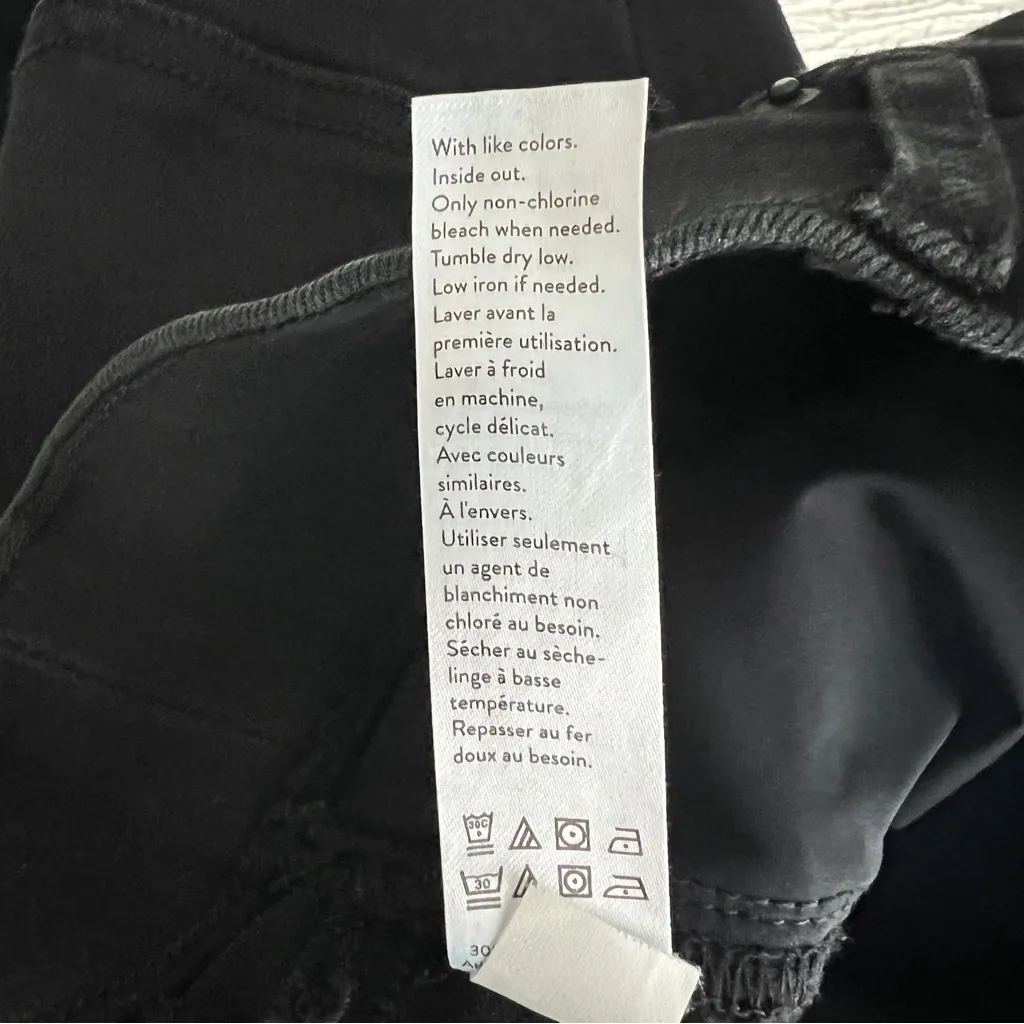 With like colors.
Inside out.
Only non-chlorine
bleach when needed.
Tumble dry low.
Low iron if needed.
Laver avant la
première utilisation.
Laver à froid
en machine,
cycle délicat.
Avec couleurs
similaires.
À l'envers.
Utiliser seulement
un agent de
blanchiment non
chloré au besoin.
Sécher au sèche-
linge à basse
température.
Repasser au fer
doux au besoin.
30C
30
30